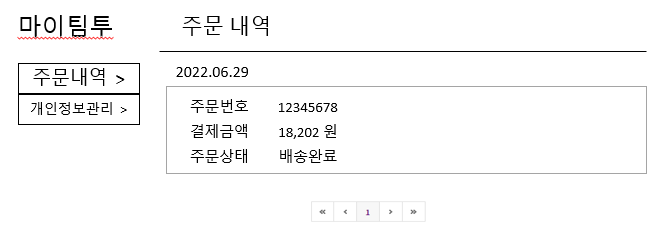 마이팀투
주문내역 >
개인정보관리 >
주문 내역
2022.06.29
주문번호 12345678
결제금액 18,202 원
주문상태 배송완료
« ‹ 1 › »